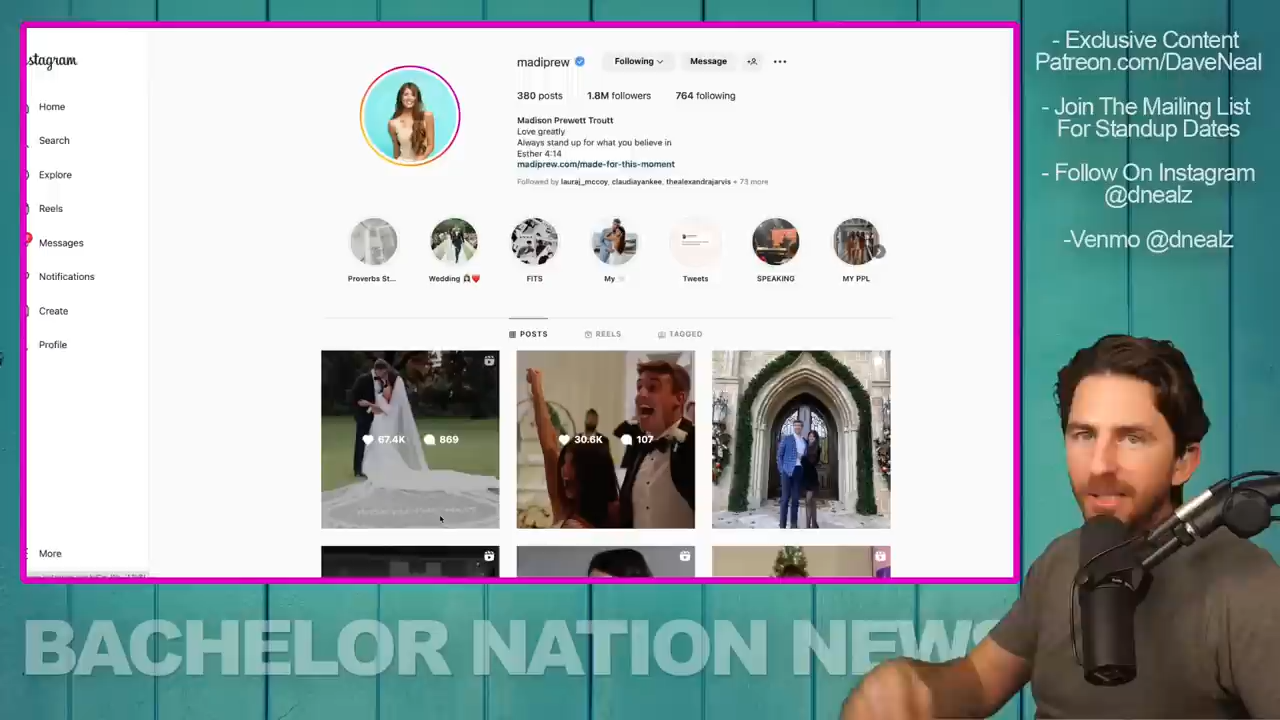 stagram
Home
Search
Explore
Reels
Messages
Notifications
Create
Profile
More
madiprew
Following
Message
380 posts 1.8M followers 764 following
Madison Prewett Troutt
Love greatly
Always stand up for what you believe in
Esther 4:14
madiprew.com/made-for-this-moment
Followed by lauraj_mccoy, claudiayankee, thealexandrajarvis + 73 more
Proverbs St...
Wedding
FITS
My
Tweets
SPEAKING
MY PPL
POSTS REELS TAGGED
67.4K 869
30.6K 107
- Exclusive Content
Patreon.com/DaveNeal
- Join The Mailing List
For Standup Dates
- Follow On Instagram
@dnealz
-Venmo @dnealz
BACHELOR NATION NEWS